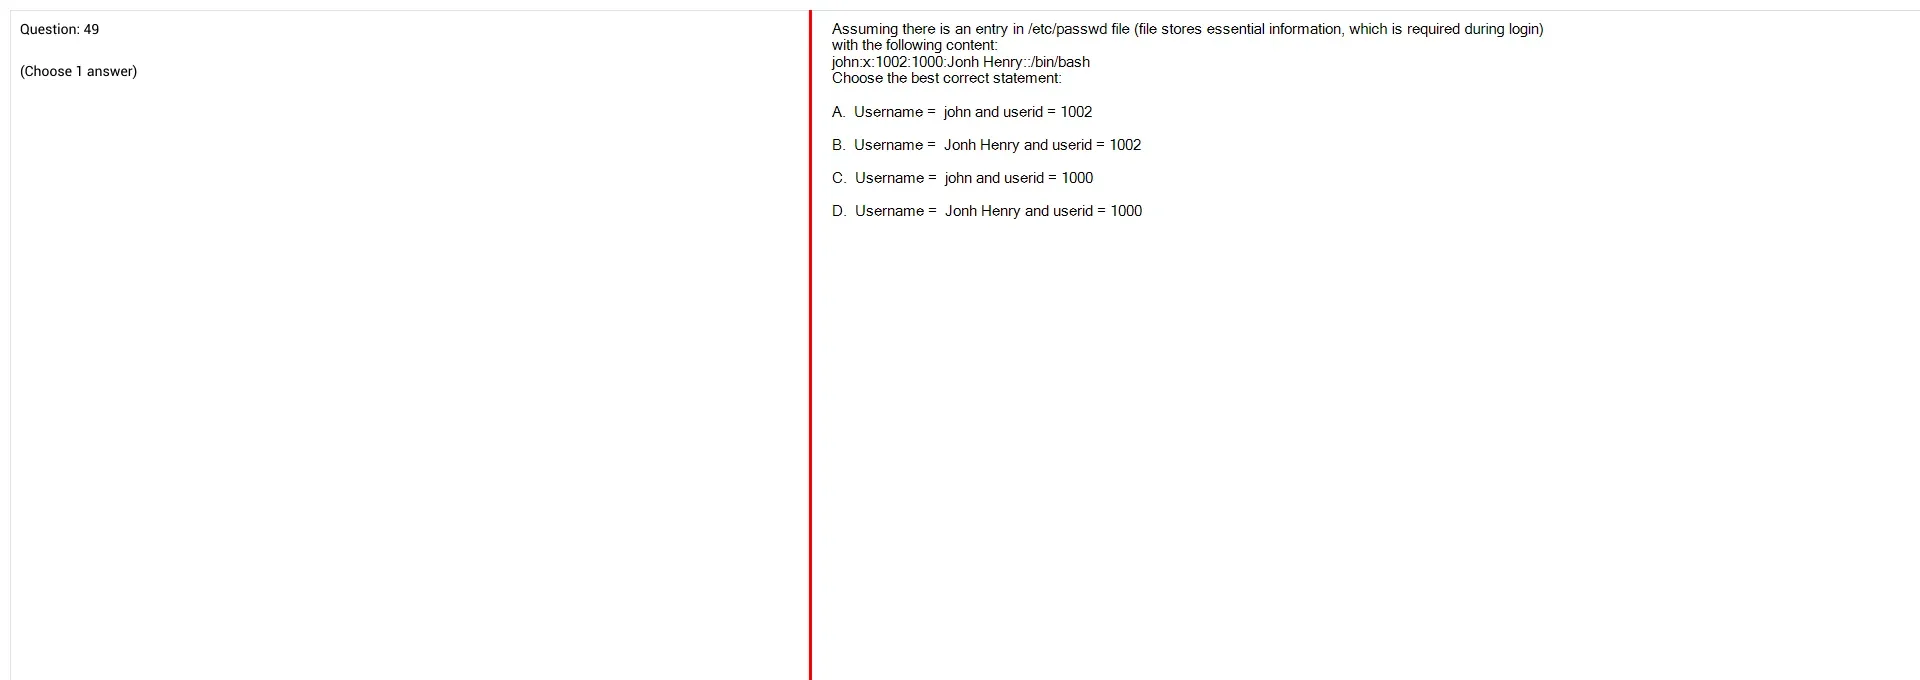 Question: 49
(Choose 1 answer)
Assuming there is an entry in /etc/passwd file (file stores essential information, which is required during login)
with the following content:
john:x:1002:1000:Jonh Henry::/bin/bash
Choose the best correct statement:
A. Username = john and userid = 1002
B. Username = Jonh Henry and userid = 1002
C. Username = john and userid = 1000
D. Username = Jonh Henry and userid = 1000